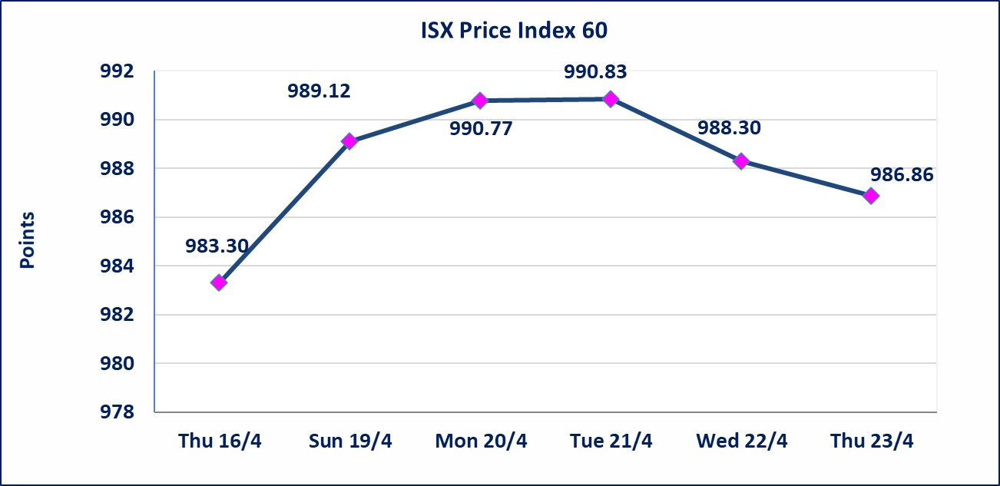 ISX Price Index 60
Points
992
990
988
986
984
982
980
978
983.30
989.12
990.77
990.83
988.30
986.86
Thu 16/4
Sun 19/4
Mon 20/4
Tue 21/4
Wed 22/4
Thu 23/4